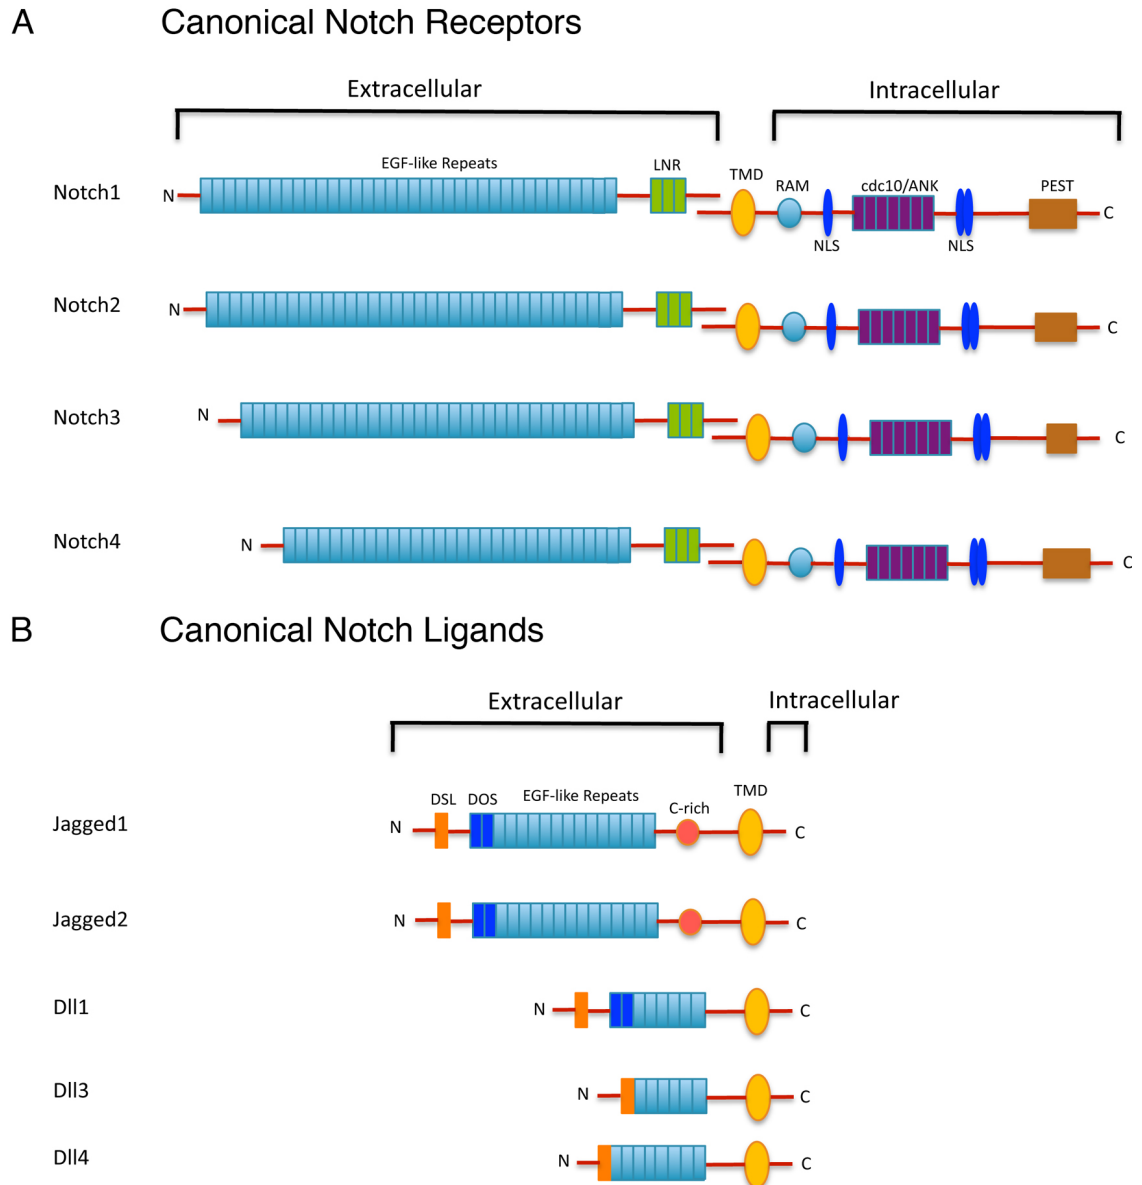 A Canonical Notch Receptors
Extracellular Intracellular
EGF-like Repeats LNR TMD RAM cdc10/ANK PEST
Notch1 N C
NLS NLS
Notch2 N C
Notch3 N C
Notch4 N C
B Canonical Notch Ligands
Extracellular Intracellular
DSL DOS EGF-like Repeats C-rich TMD
Jagged1 N C
Jagged2 N C
Dll1 N C
Dll3 N C
Dll4 N C